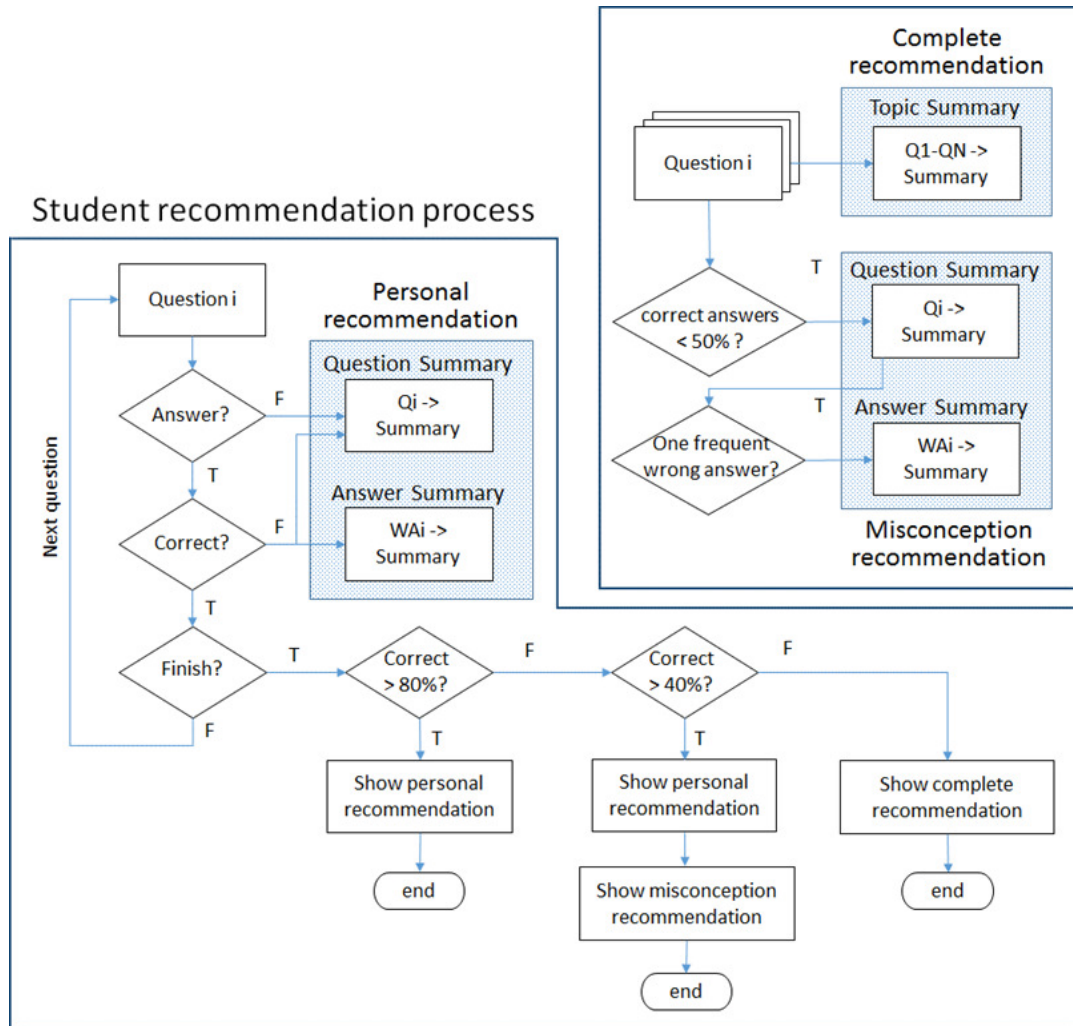 Complete
recommendation
Topic Summary
Question i
Q1-QN ->
Summary
Student recommendation process
T
Question Summary
correct answers
< 50% ?
Qi ->
Summary
T
Answer Summary
One frequent
wrong answer?
WAi ->
Summary
Misconception
recommendation
Question i
Personal
recommendation
Question Summary
Answer?
F
Qi ->
Summary
T
Next question
Answer Summary
Correct?
F
WAi ->
Summary
T
Finish?
T
Correct
> 80%?
F
Correct
> 40%?
F
F
T
T
Show personal
recommendation
Show personal
recommendation
Show complete
recommendation
end
Show misconception
recommendation
end
end